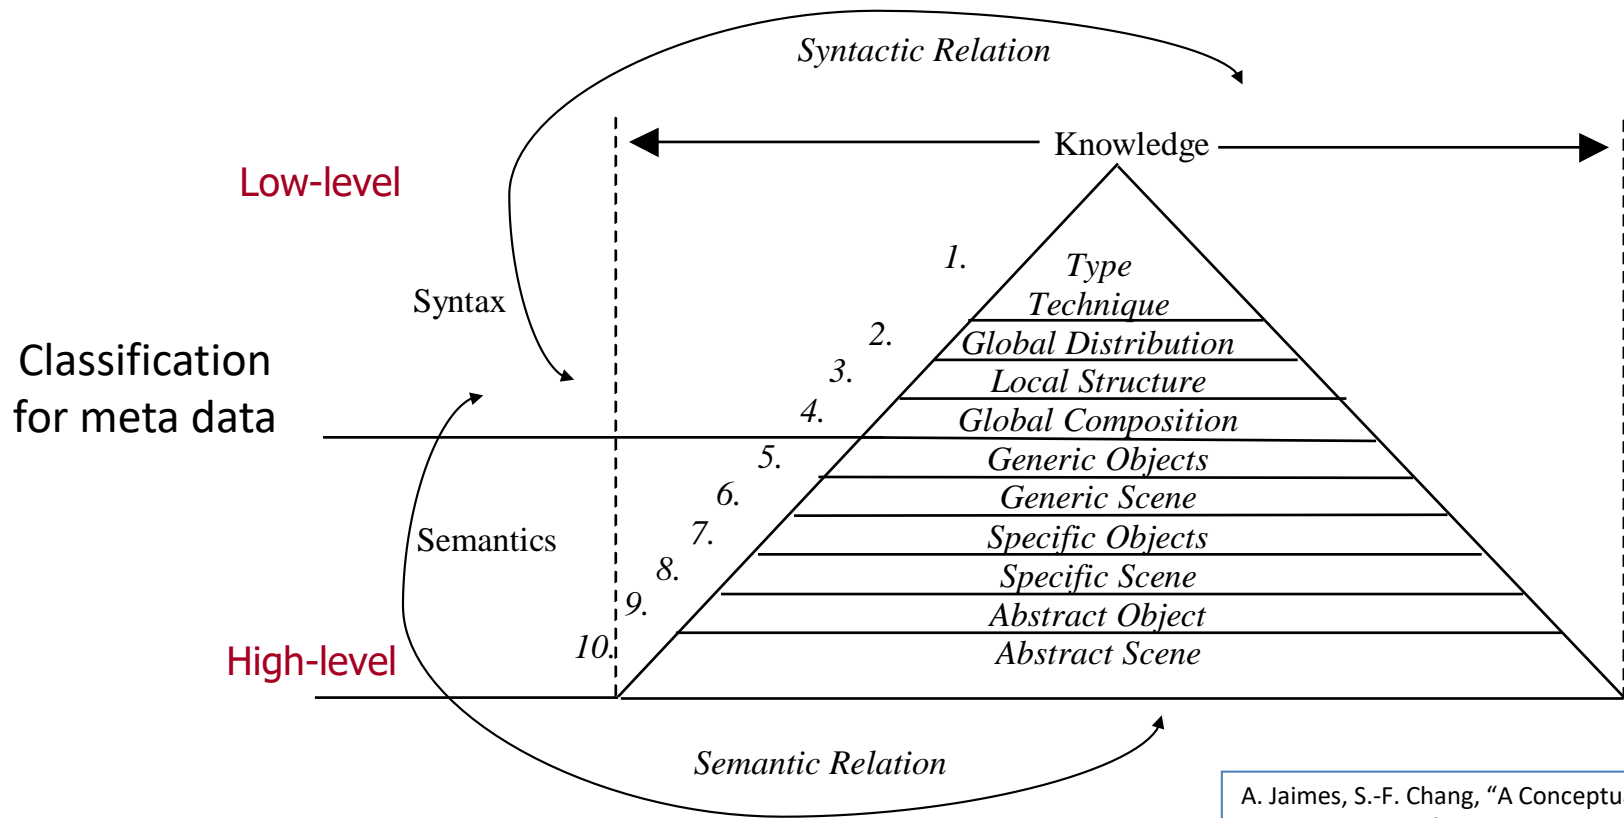 Syntactic Relation
Knowledge
Low-level
1.
Type
Technique
Syntax
2.
Global Distribution
Classification
for meta data
3.
Local Structure
4.
Global Composition
5.
Generic Objects
6.
Generic Scene
Semantics
7.
Specific Objects
8.
Specific Scene
9.
Abstract Object
10.
Abstract Scene
High-level
Semantic Relation
A. Jaimes, S.-F. Chang, “A Conceptu